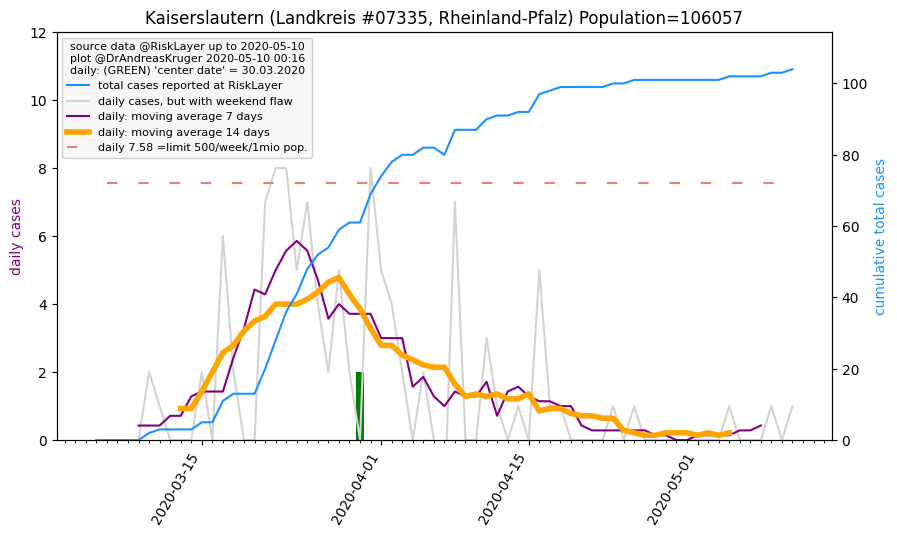 Kaiserslautern (Landkreis #07335, Rheinland-Pfalz) Population=106057
source data @RiskLayer up to 2020-05-10
plot @DrAndreasKruger 2020-05-10 00:16
daily: (GREEN) 'center date' = 30.03.2020
total cases reported at RiskLayer
daily cases, but with weekend flaw
daily: moving average 7 days
daily: moving average 14 days
daily 7.58 =limit 500/week/1mio pop.
daily cases
12
10
8
6
4
2
0
cumulative total cases
100
80
60
40
20
0
2020-03-15
2020-04-01
2020-04-15
2020-05-01